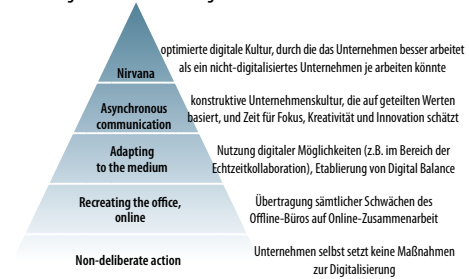 optimierte digitale Kultur, durch die das Unternehmen besser arbeitet
als ein nicht-digitalisiertes Unternehmen je arbeiten könnte
Nirvana
konstruktive Unternehmenskultur, die auf geteilten Werten
basiert, und Zeit für Fokus, Kreativität und Innovation schätzt
Asynchronous
communication
Adapting
to the medium
Nutzung digitaler Möglichkeiten (z.B. im Bereich der
Echtzeitkollaboration), Etablierung von Digital Balance
Recreating the office,
online
Übertragung sämtlicher Schwächen des
Offline-Büros auf Online-Zusammenarbeit
Non-deliberate action
Unternehmen selbst setzt keine Maßnahmen
zur Digitalisierung